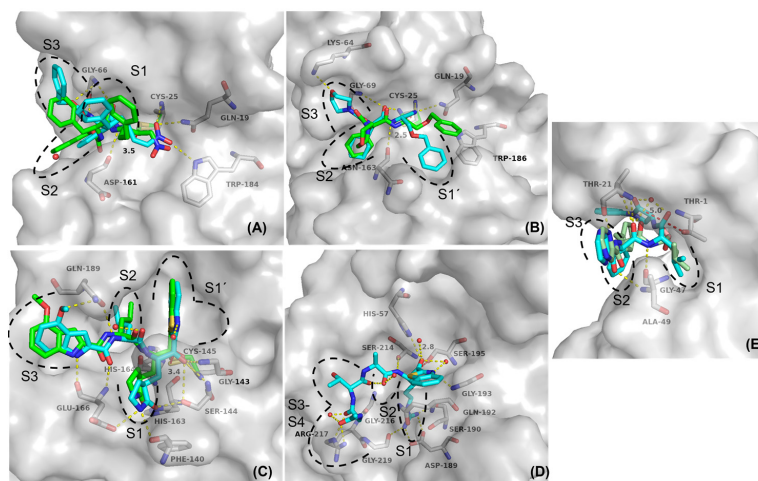 S3
GLY-66
S1
CYS-25
GLN-19
3.5
S2
ASP-161
TRP-184
(A)
LYS-64
GLY-69
CYS-25
GLN-19
S3
2.5
S2
ASN-163
S1´
TRP-186
(B)
GLN-189
S2
S1´
S3
HIS-164
CYS-145
3.4
GLY-143
GLU-166
SER-144
S1
HIS-163
PHE-140
(C)
HIS-57
SER-214
2.8
SER-195
GLY-193
S3-
S4
S2
GLY-216
GLN-192
ARG-217
SER-190
S1
GLY-219
ASP-189
(D)
THR-21
THR-1
5.0
S3
S2
GLY-47
S1
ALA-49
(E)